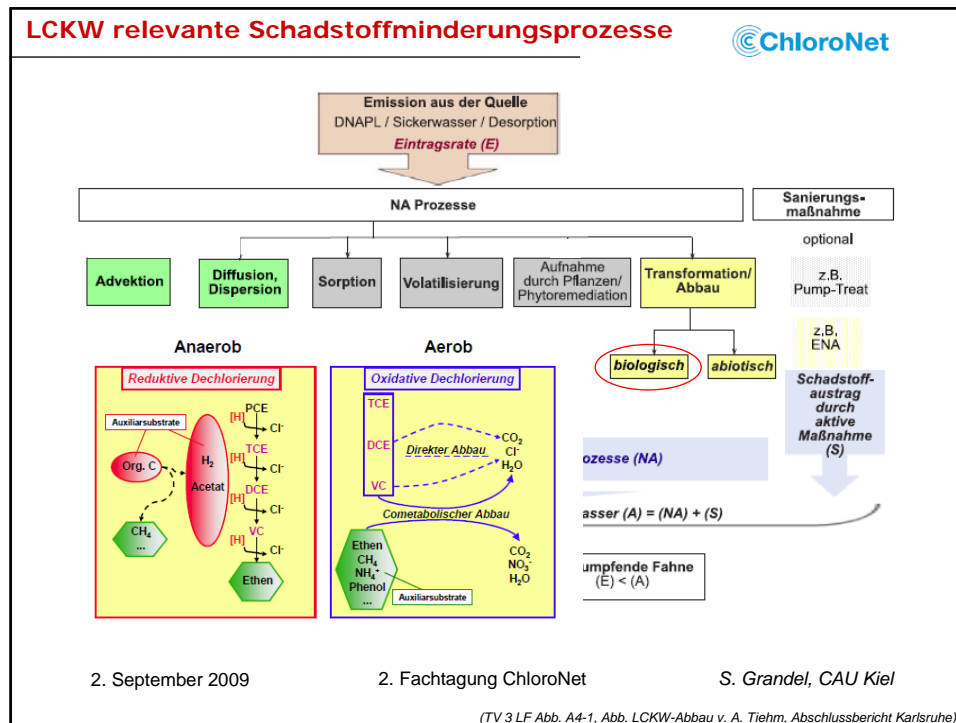 LCKW relevante Schadstoffminderungsprozesse
ChloroNet
Emission aus der Quelle
DNAPL / Sickerwasser / Desorption
Eintragsrate (E)
NA Prozesse
Sanierungs-
maßnahme
optional
Advektion
Diffusion,
Dispersion
Sorption
Volatilisierung
Aufnahme
durch Pflanzen/
Phytoremediation
Transformation/
Abbau
z.B.
Pump-Treat
biologisch
abiotisch
z,B,
ENA
Schadstoff-
austrag
durch
aktive
Maßnahme
(S)
Anaerob
Reduktive Dechlorierung
Auxiliarsubstrate
Org. C
H2
Acetat
CH4
...
PCE
[H]
Cl-
TCE
[H]
Cl-
DCE
[H]
Cl-
VC
[H]
Cl-
Ethen
Aerob
Oxidative Dechlorierung
TCE
DCE
VC
Direkter Abbau
CO2
Cl-
H2O
Cometabolischer Abbau
Ethen
CH4
NH4+
Phenol
...
Auxiliarsubstrate
CO2
NO3-
H2O
ozesse (NA)
asser (A) = (NA) + (S)
umpfende Fahne
(E) < (A)
2. September 2009
2. Fachtagung ChloroNet
S. Grandel, CAU Kiel
(TV 3 LF Abb. A4-1, Abb. LCKW-Abbau v. A. Tiehm, Abschlussbericht Karlsruhe)